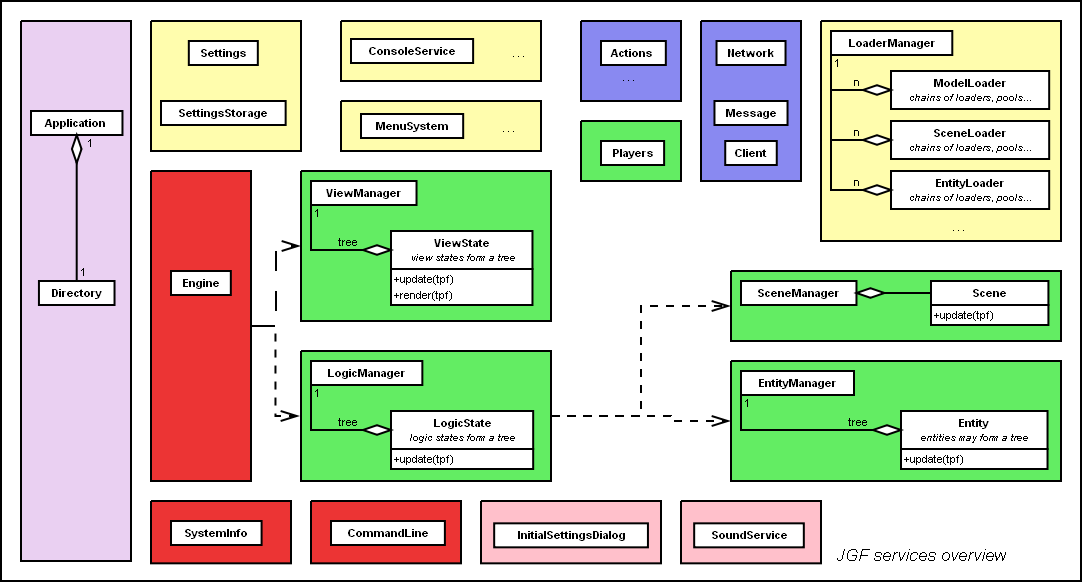 Application
1
1
Directory
Settings
SettingsStorage
ConsoleService
...
MenuSystem
...
Actions
...
Players
Network
Message
Client
LoaderManager
1
n
ModelLoader
chains of loaders, pools...
n
SceneLoader
chains of loaders, pools...
n
EntityLoader
chains of loaders, pools...
...
Engine
ViewManager
1
tree
ViewState
view states form a tree
+update(tpf)
+render(tpf)
LogicManager
1
tree
LogicState
logic states form a tree
+update(tpf)
SceneManager
Scene
+update(tpf)
EntityManager
1
tree
Entity
entities may form a tree
+update(tpf)
SystemInfo
CommandLine
InitialSettingsDialog
SoundService
JGF services overview